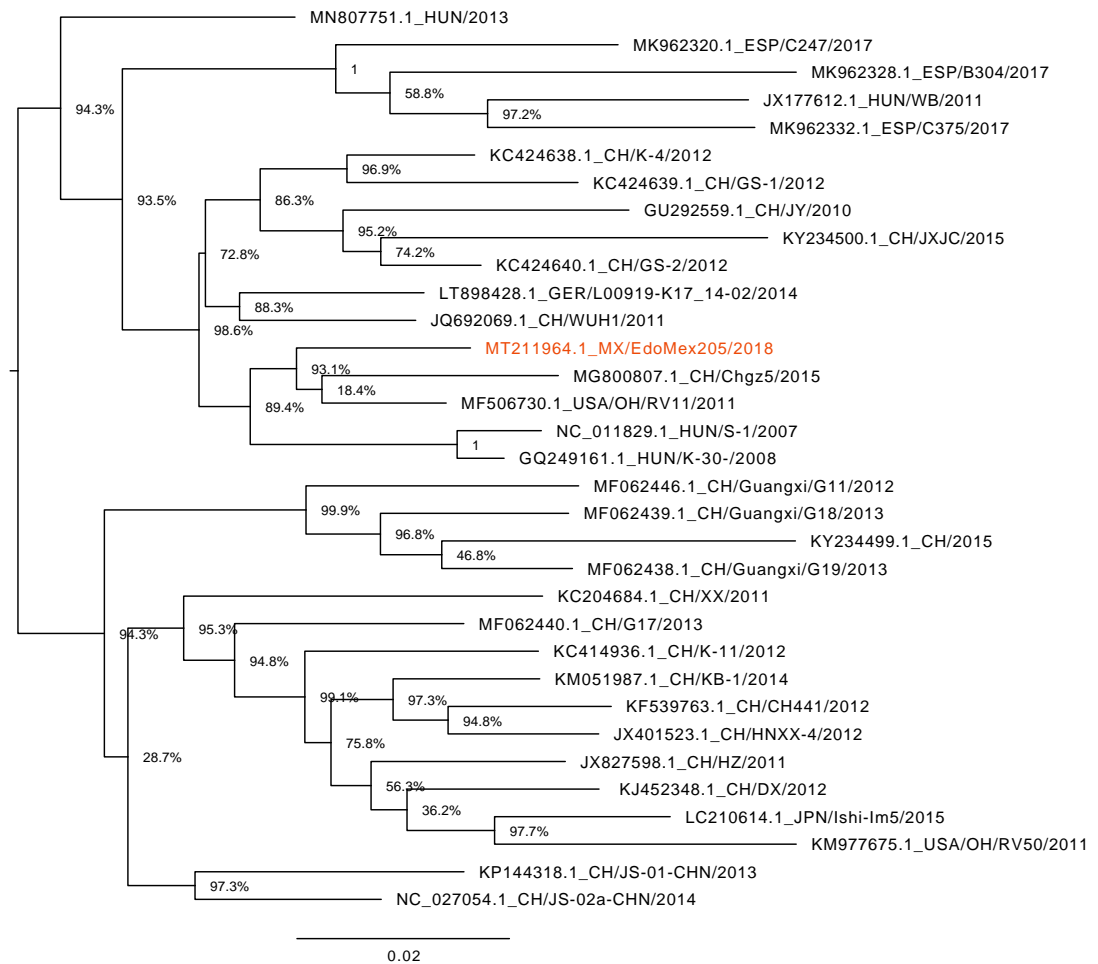 MN807751.1_HUN/2013
MK962320.1_ESP/C247/2017
1
MK962328.1_ESP/B304/2017
58.8%
JX177612.1_HUN/WB/2011
94.3%
97.2%
MK962332.1_ESP/C375/2017
KC424638.1_CH/K-4/2012
96.9%
KC424639.1_CH/GS-1/2012
93.5%
86.3%
GU292559.1_CH/JY/2010
95.2%
KY234500.1_CH/JXJC/2015
72.8%
74.2%
KC424640.1_CH/GS-2/2012
LT898428.1_GER/L00919-K17_14-02/2014
88.3%
JQ692069.1_CH/WUH1/2011
98.6%
MT211964.1_MX/EdoMex205/2018
93.1%
MG800807.1_CH/Chgz5/2015
18.4%
MF506730.1_USA/OH/RV11/2011
89.4%
NC_011829.1_HUN/S-1/2007
1
GQ249161.1_HUN/K-30-/2008
MF062446.1_CH/Guangxi/G11/2012
99.9%
MF062439.1_CH/Guangxi/G18/2013
96.8%
KY234499.1_CH/2015
46.8%
MF062438.1_CH/Guangxi/G19/2013
KC204684.1_CH/XX/2011
94.3%
95.3%
MF062440.1_CH/G17/2013
94.8%
KC414936.1_CH/K-11/2012
KM051987.1_CH/KB-1/2014
99.1%
97.3%
KF539763.1_CH/CH441/2012
94.8%
JX401523.1_CH/HNXX-4/2012
75.8%
28.7%
JX827598.1_CH/HZ/2011
56.3%
KJ452348.1_CH/DX/2012
36.2%
LC210614.1_JPN/Ishi-Im5/2015
97.7%
KM977675.1_USA/OH/RV50/2011
KP144318.1_CH/JS-01-CHN/2013
97.3%
NC_027054.1_CH/JS-02a-CHN/2014
0.02